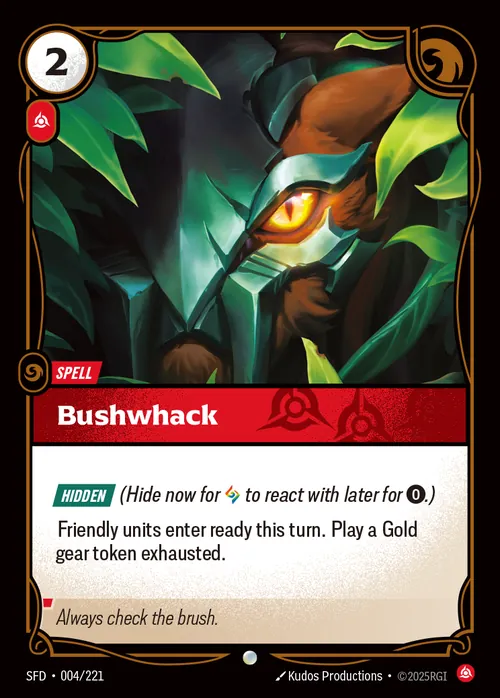 2
SPELL
Bushwhack
HIDDEN (Hide now for to react with later for 0.)
Friendly units enter ready this turn. Play a Gold
gear token exhausted.
Always check the brush.
SFD • 004/221
Kudos Productions • ©2025RGI